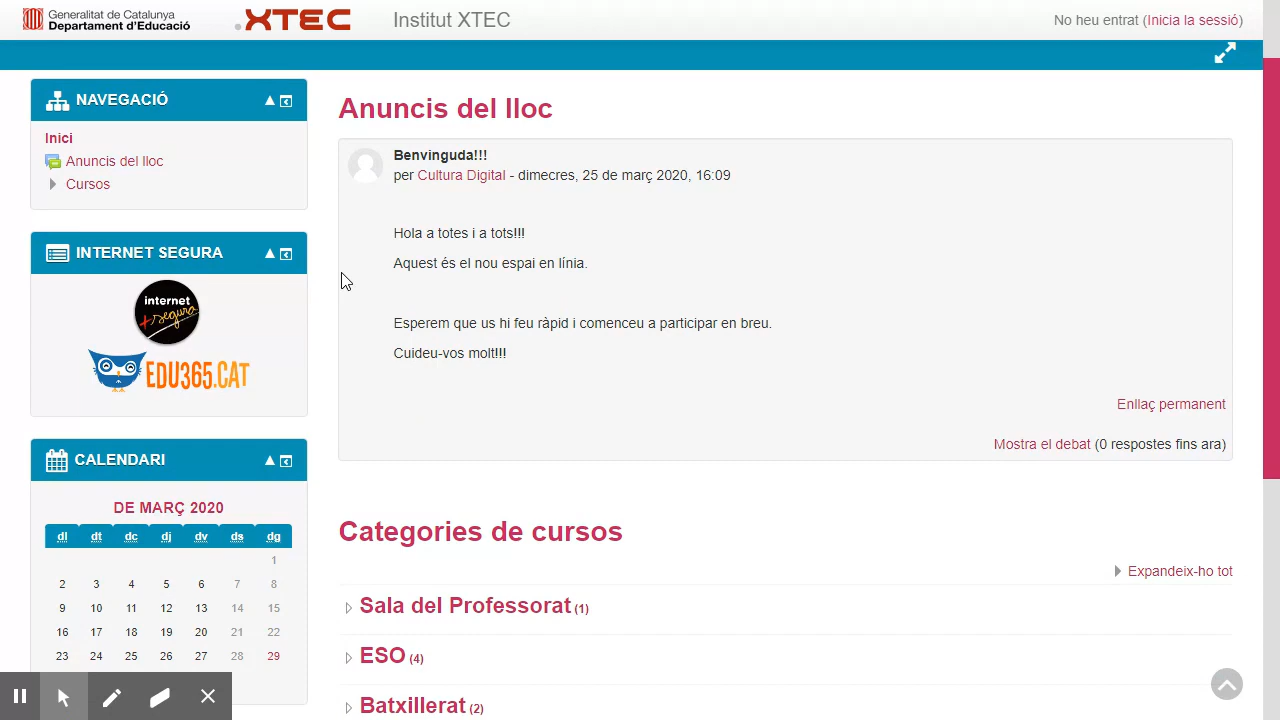 Generalitat de Catalunya
Departament d'Educació
XTEC
Institut XTEC
No heu entrat (Inicia la sessió)
NAVEGACIÓ
Inici
Anuncis del lloc
Cursos
INTERNET SEGURA
internet
+segura
EDU365.CAT
CALENDARI
DE MARÇ 2020
dl dt dc dj dv ds dg
1
2 3 4 5 6 7 8
9 10 11 12 13 14 15
16 17 18 19 20 21 22
23 24 25 26 27 28 29
Anuncis del lloc
Benvinguda!!!
per Cultura Digital - dimecres, 25 de març 2020, 16:09
Hola a totes i a tots!!!
Aquest és el nou espai en línia.
Esperem que us hi feu ràpid i comenceu a participar en breu.
Cuideu-vos molt!!!
Enllaç permanent
Mostra el debat (0 respostes fins ara)
Categories de cursos
Expandeix-ho tot
Sala del Professorat (1)
ESO (4)
Batxillerat (2)